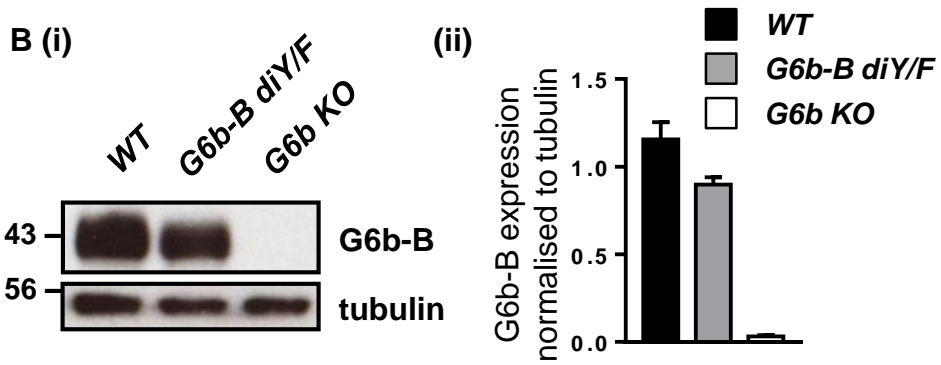 B (i)
WT
G6b-B diY/F
G6b KO
43
G6b-B
56
tubulin
(ii)
WT
G6b-B diY/F
G6b KO
G6b-B expression
normalised to tubulin
1.5
1.0
0.5
0.0